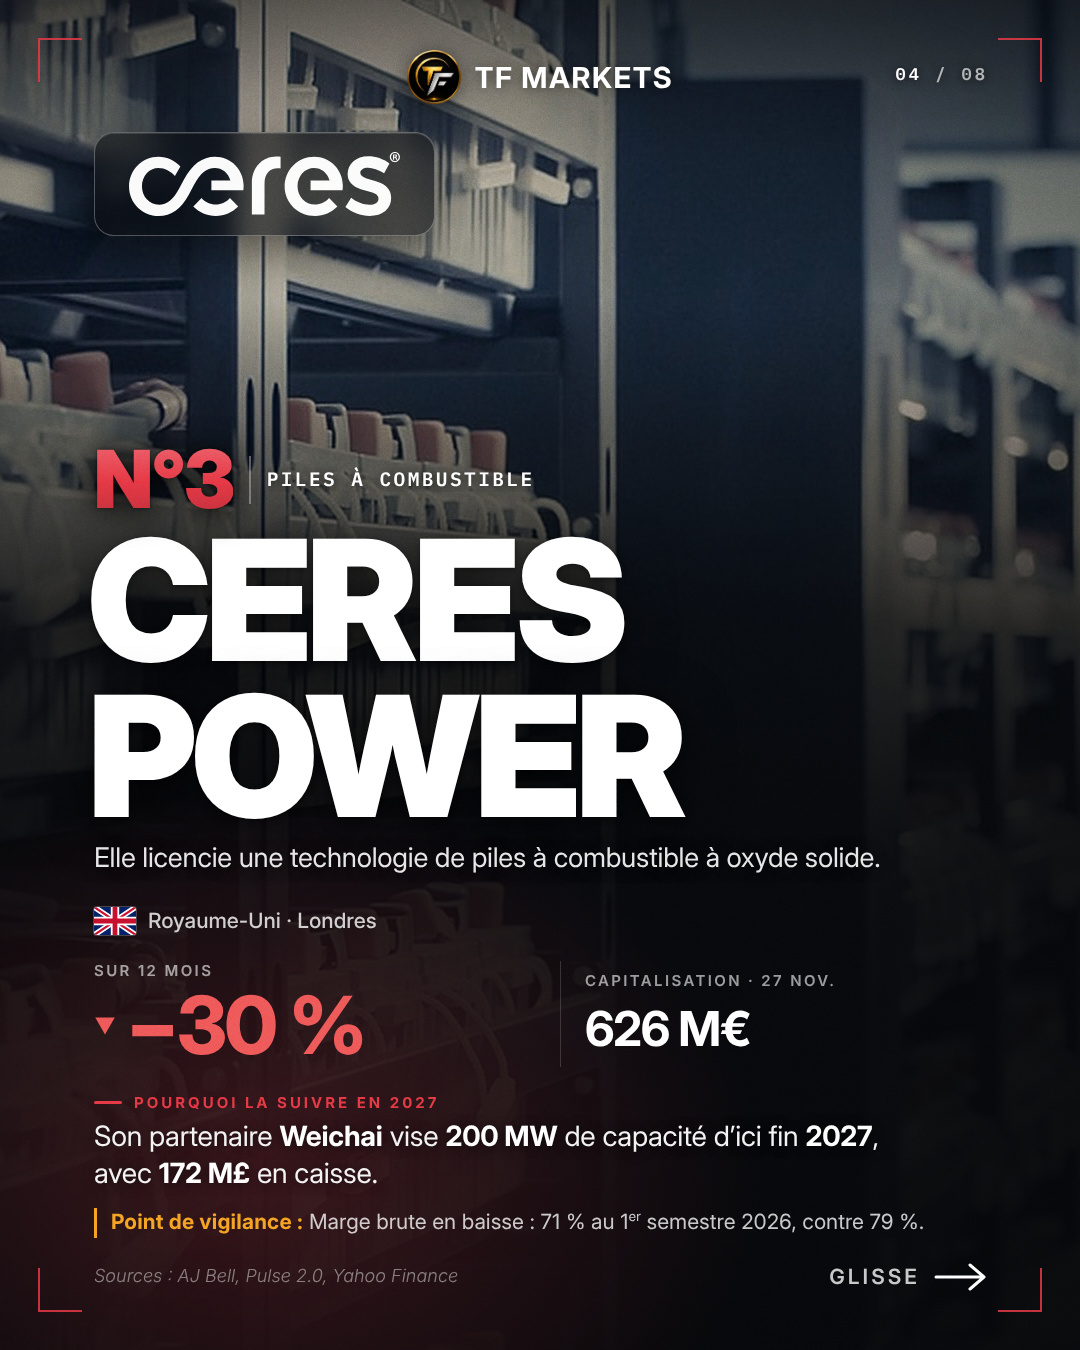 TF MARKETS
04 / 08
ceres®
N°3
PILES À COMBUSTIBLE
CERES
POWER
Elle licencie une technologie de piles à combustible à oxyde solide.
Royaume-Uni · Londres
SUR 12 MOIS
▼ –30 %
CAPITALISATION · 27 NOV.
626 M€
POURQUOI LA SUIVRE EN 2027
Son partenaire Weichai vise 200 MW de capacité d’ici fin 2027,
avec 172 M£ en caisse.
Point de vigilance : Marge brute en baisse : 71 % au 1er semestre 2026, contre 79 %.
Sources : AJ Bell, Pulse 2.0, Yahoo Finance
GLISSE